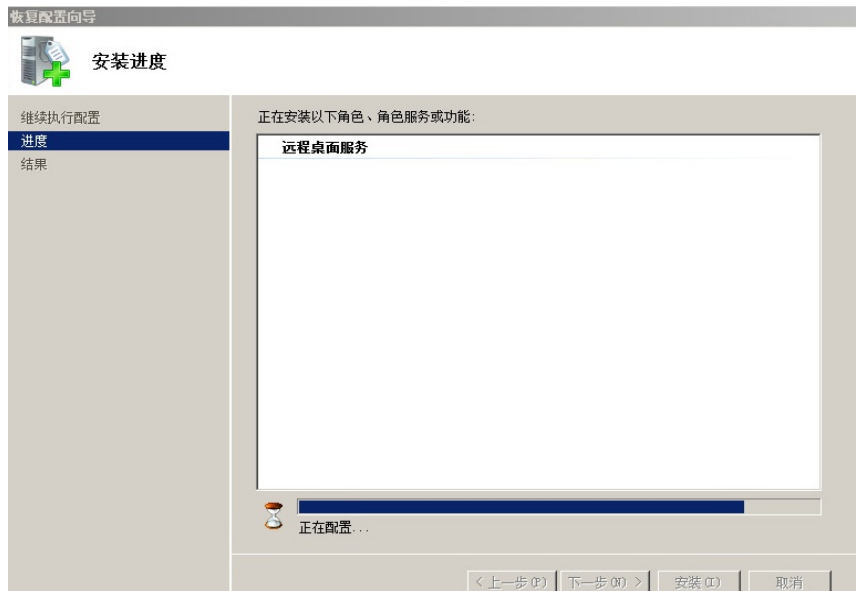 恢复配置向导
安装进度
继续执行配置
进度
结果
正在安装以下角色、角色服务或功能:
远程桌面服务
正在配置...
< 上一步(P)
下一步(N) >
安装(I)
取消